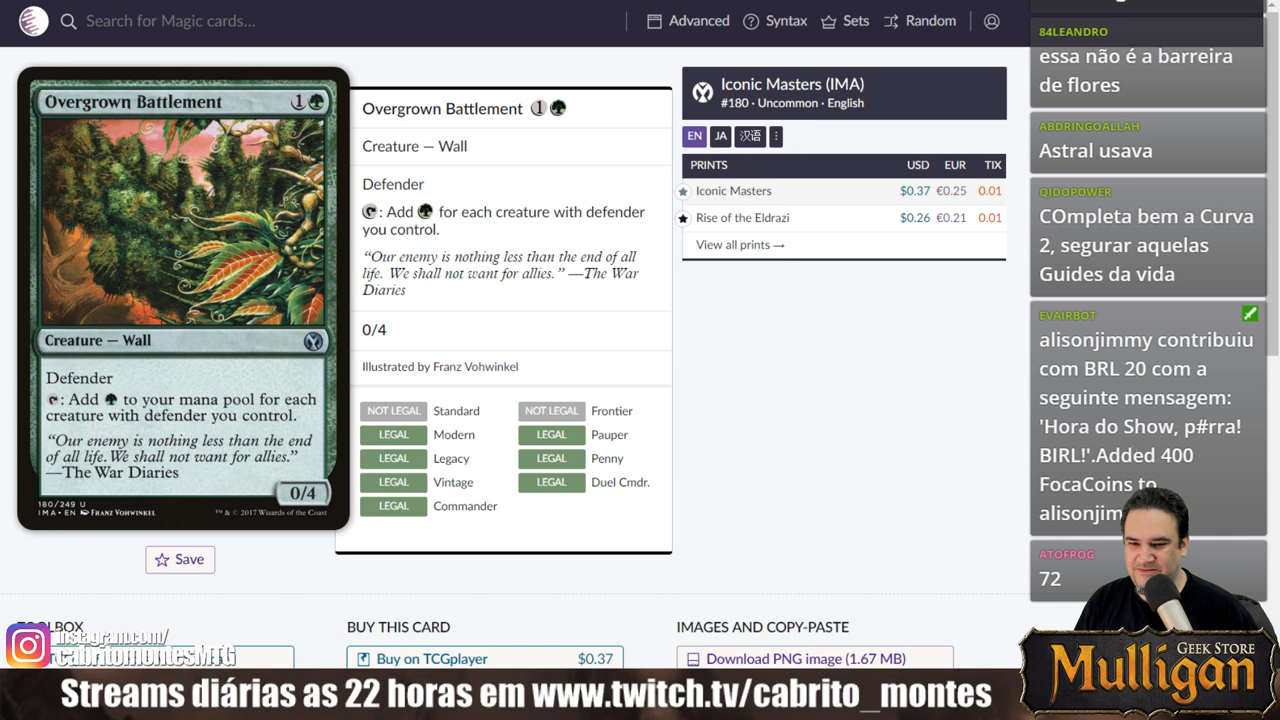 Search for Magic cards...
Advanced
Syntax
Sets
Random
Overgrown Battlement 1
Creature — Wall
Defender
: Add to your mana pool for each
creature with defender you control.
“Our enemy is nothing less than the end
of all life. We shall not want for allies.”
—The War Diaries
0/4
180/249 U
IMA • EN Franz Vohwinkel
™ & © 2017 Wizards of the Coast
Save
Overgrown Battlement 1
Creature — Wall
Defender
: Add for each creature with defender
you control.
“Our enemy is nothing less than the end of all
life. We shall not want for allies.” —The War
Diaries
0/4
Illustrated by Franz Vohwinkel
NOT LEGAL Standard NOT LEGAL Frontier
LEGAL Modern LEGAL Pauper
LEGAL Legacy LEGAL Penny
LEGAL Vintage LEGAL Duel Cmdr.
LEGAL Commander
Iconic Masters (IMA)
#180 · Uncommon · English
EN JA 汉语
PRINTS USD EUR TIX
Iconic Masters $0.37 €0.25 0.01
Rise of the Eldrazi $0.26 €0.21 0.01
View all prints →
TOOLBOX
BUY THIS CARD
Buy on TCGplayer $0.37
IMAGES AND COPY-PASTE
Download PNG image (1.67 MB)
84LEANDRO
essa não é a barreira
de flores
ABDRINGOALLAH
Astral usava
QIDOPOWER
COmpleta bem a Curva
2, segurar aquelas
Guides da vida
EVAIRBOT
alisonjimmy contribuiu
com BRL 20 com a
seguinte mensagem:
'Hora do Show, p#rra!
BIRL!'.Added 400
FocaCoins to
alisonjim
ATOFROG
72
instagram.com/
cabritomontesMTG
Streams diárias as 22 horas em www.twitch.tv/cabrito_montes
GEEK STORE
Mulligan